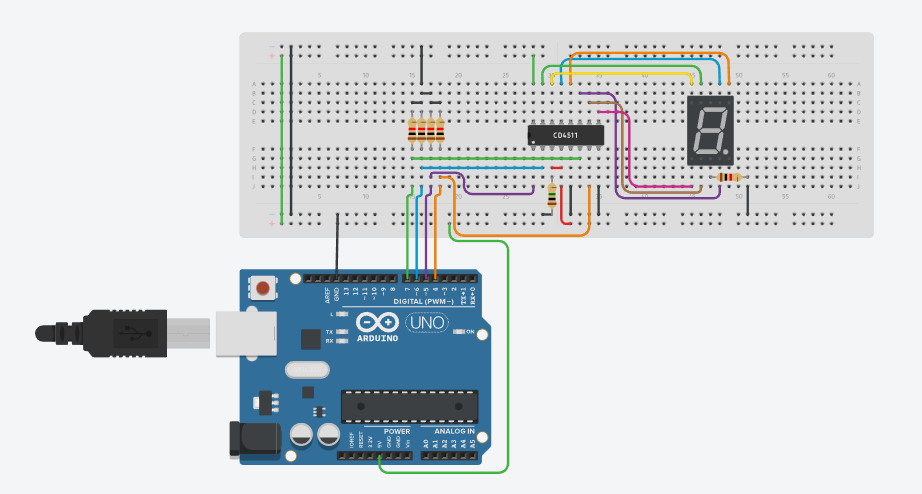 5 10 15 20 25 30 35 40 45 50 55 60
A
B
C
D
E
CD4511
F
G
H
I
J
5 10 15 20 25 30 35 40 45 50 55 60
AREF
GND
13
12
~11
~10
~9
8
7
~6
~5
4
~3
2
TX→1
RX←0
DIGITAL (PWM~)
L
TX
RX
ARDUINO
UNO
ON
POWER
ANALOG IN
IOREF
RESET
3.3V
5V
GND
GND
Vin
A0
A1
A2
A3
A4
A5